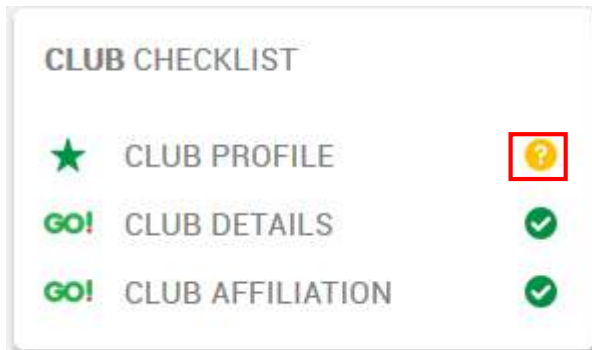 CLUB CHECKLIST
CLUB PROFILE ?
GO! CLUB DETAILS
GO! CLUB AFFILIATION